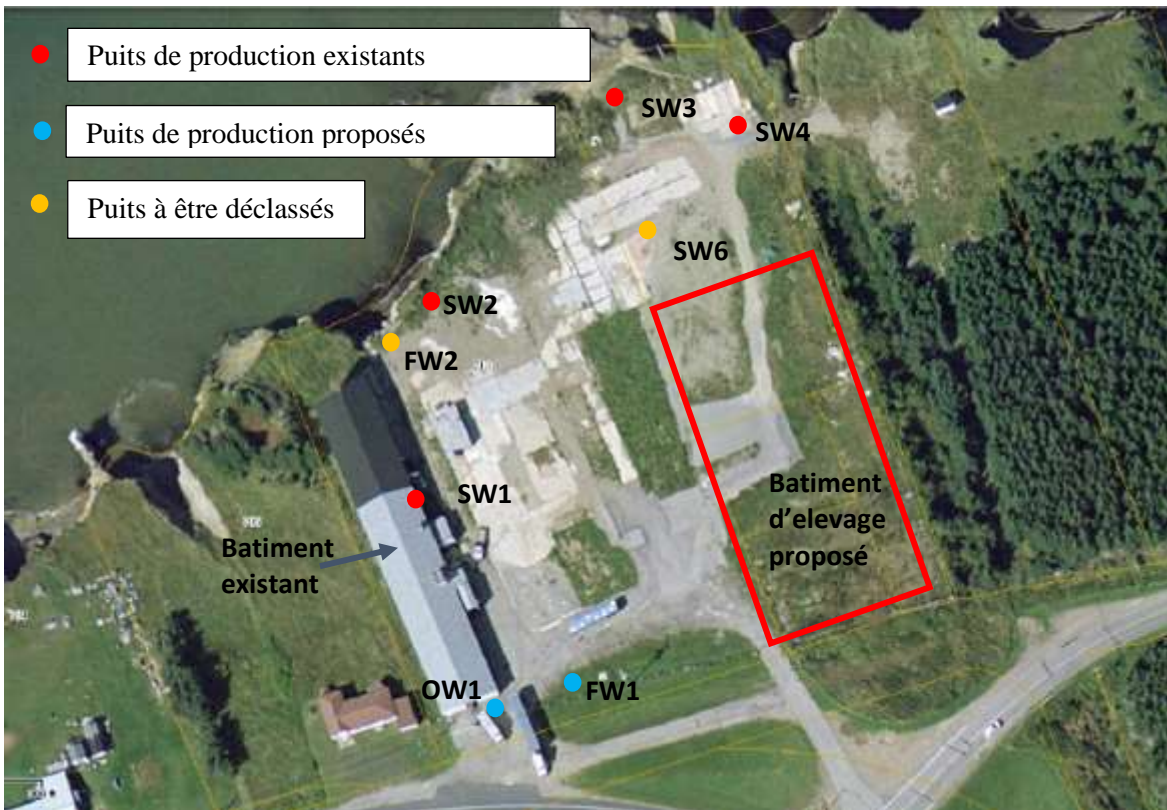 Puits de production existants
Puits de production proposés
Puits à être déclassés
SW3
SW4
SW6
SW2
FW2
SW1
Batiment
existant
Batiment
d'elevage
proposé
OW1
FW1